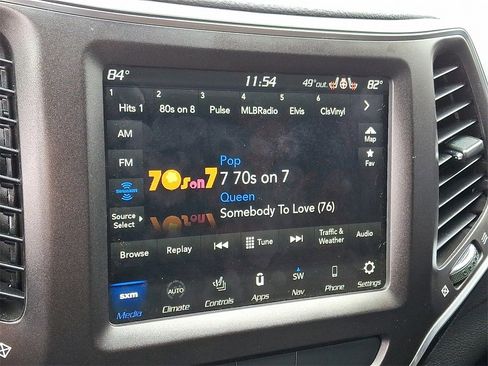 84° 11:54 49° out. 82°
1 2 3 4 5 6
Hits 1 80s on 8 Pulse MLBRadio Elvis ClsVinyl
AM
Map
FM
Fav
Pop
70s on 7 7 70s on 7
SiriusXM
Queen
Somebody To Love (76)
Source
Select
Browse Replay Tune Traffic & Weather Audio
sxm AUTO SW
Media Climate Controls Apps Nav Phone Settings